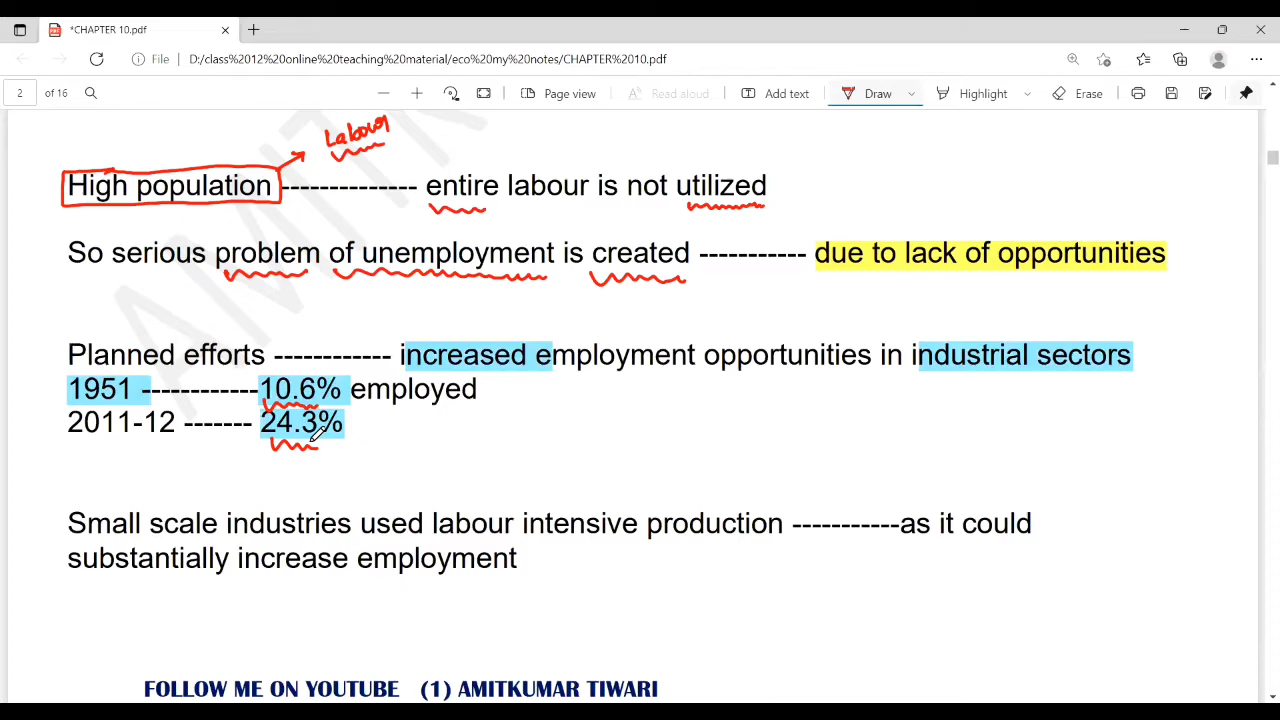 *CHAPTER 10.pdf
File D:/class%2012%20online%20teaching%20material/eco%20my%20notes/CHAPTER%2010.pdf
2 of 16 Page view Read aloud Add text Draw Highlight Erase
Labour
High population -------------- entire labour is not utilized
So serious problem of unemployment is created ----------- due to lack of opportunities
Planned efforts ------------ increased employment opportunities in industrial sectors
1951 ------------10.6% employed
2011-12 ------- 24.3%
Small scale industries used labour intensive production -----------as it could
substantially increase employment
FOLLOW ME ON YOUTUBE (1) AMITKUMAR TIWARI